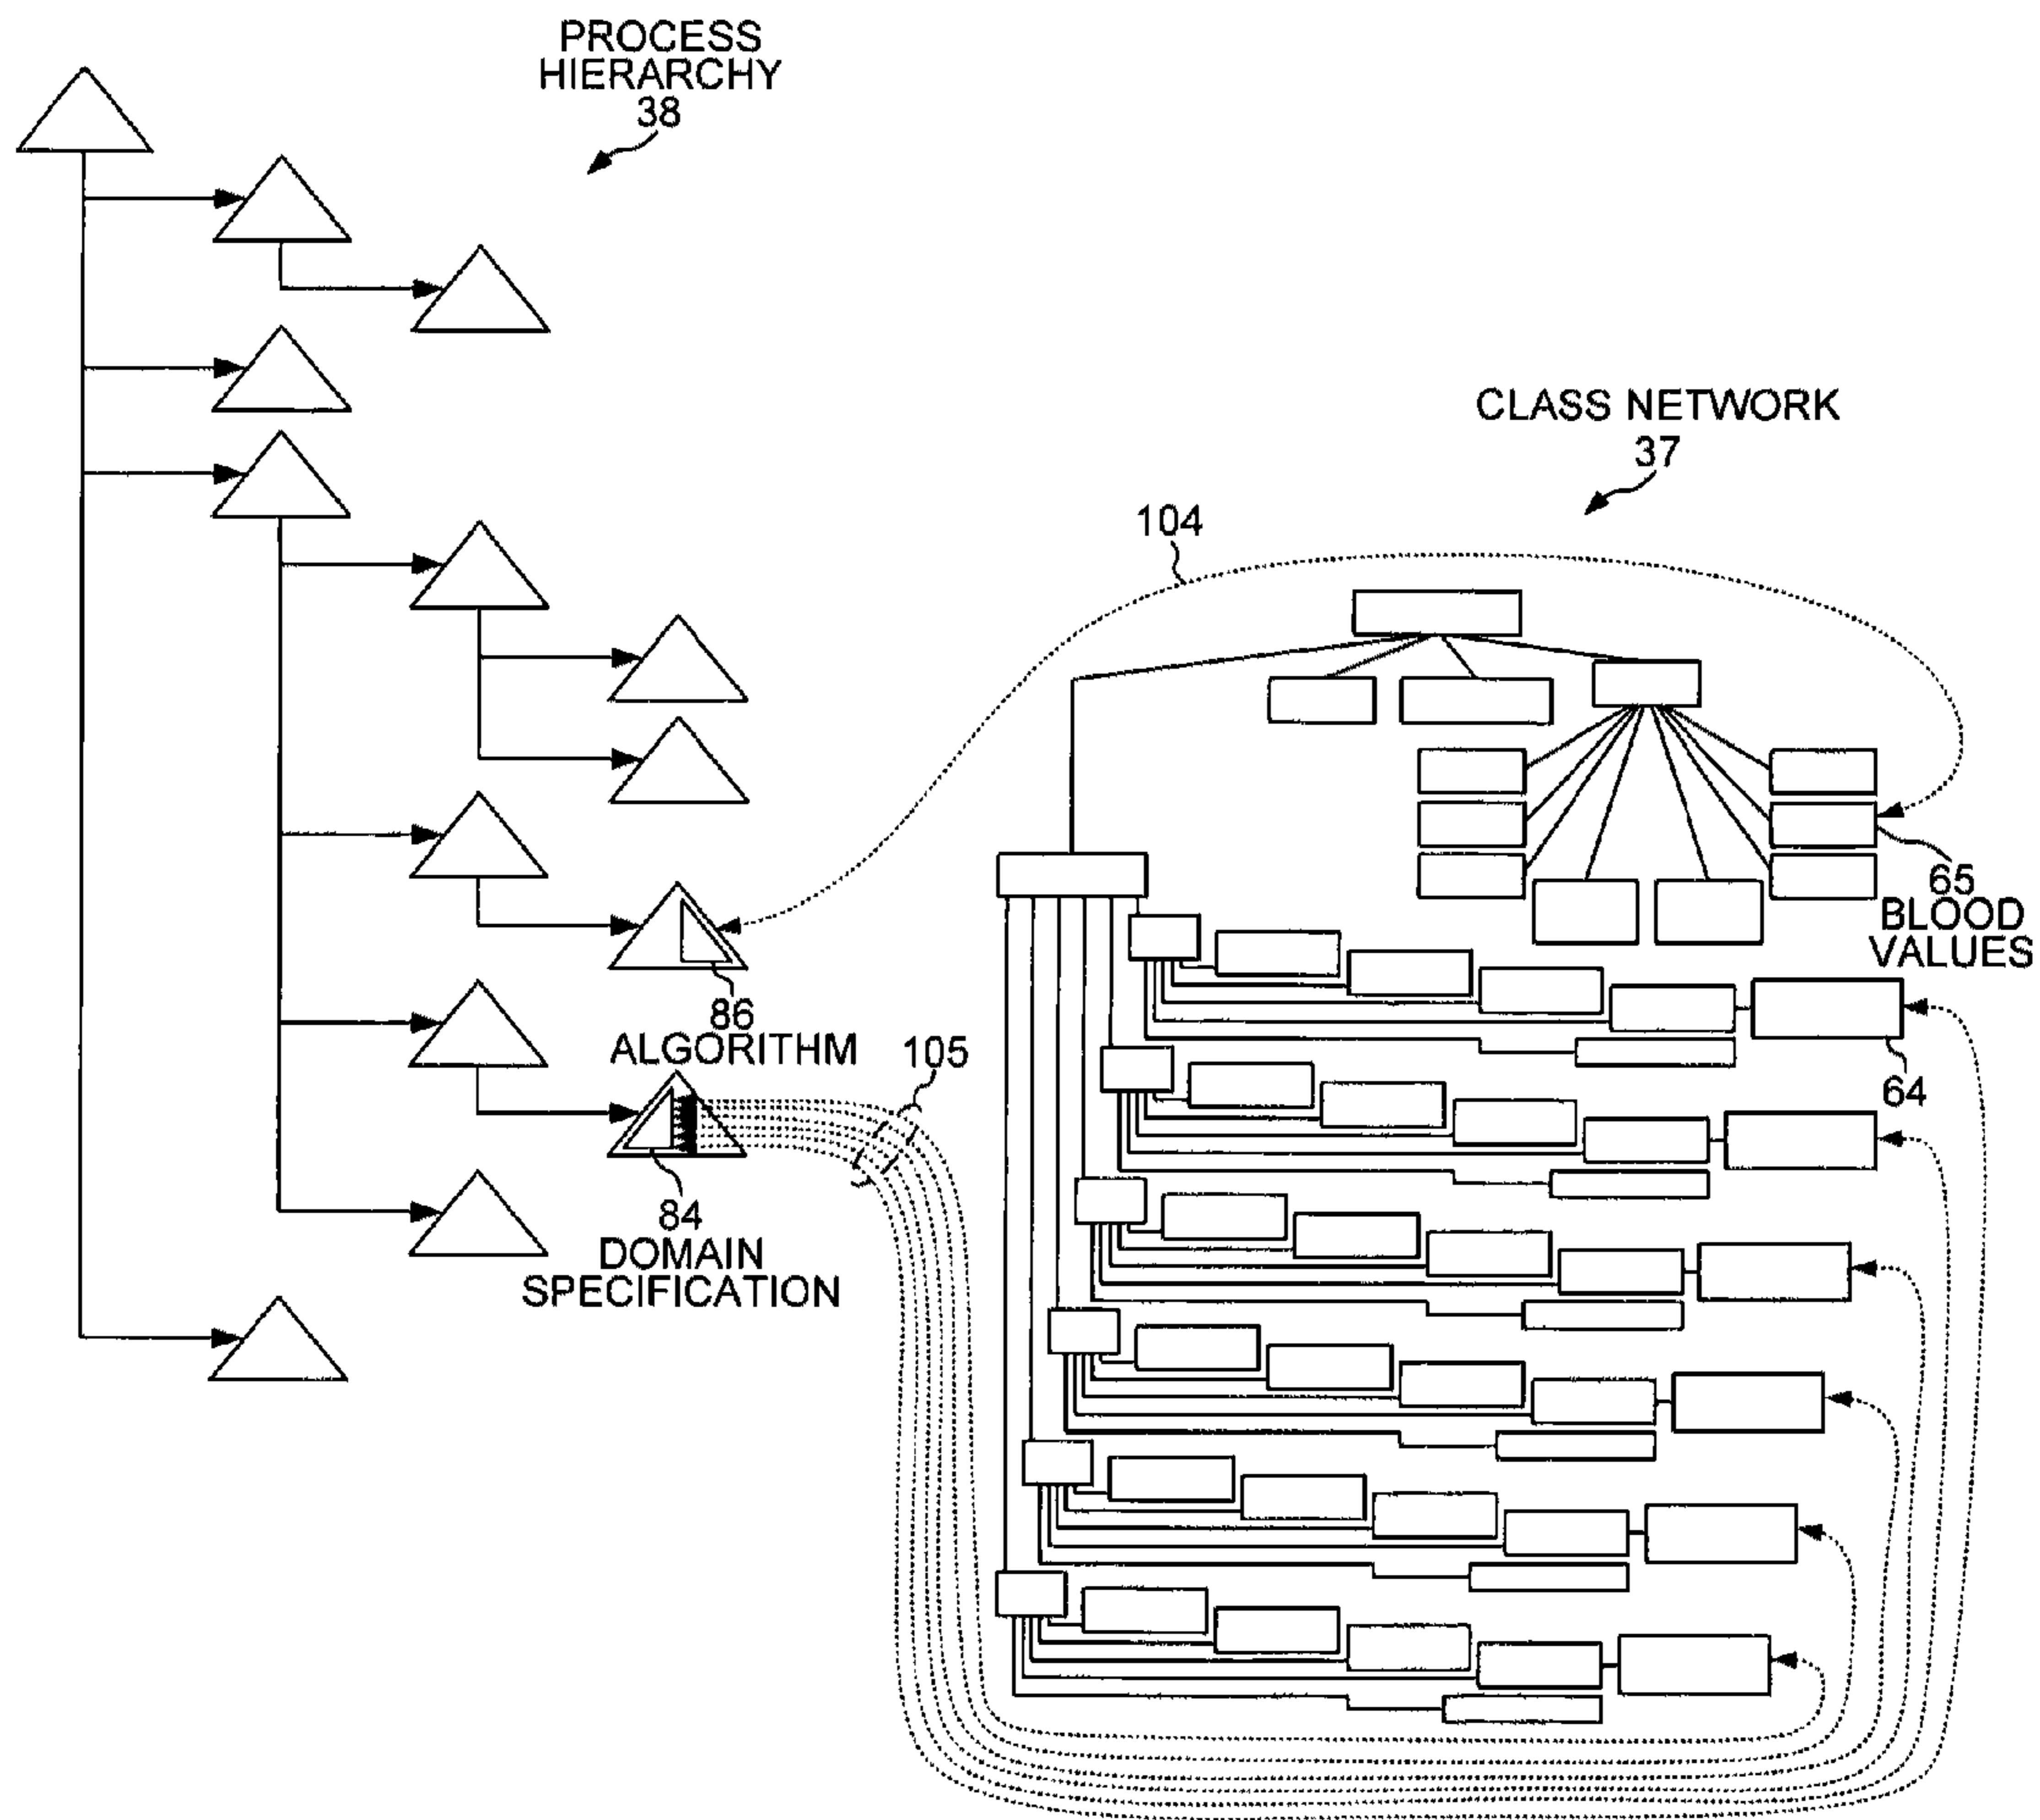 PROCESS
HIERARCHY
38
CLASS NETWORK
37
104
65
BLOOD
VALUES
86
ALGORITHM
105
64
84
DOMAIN
SPECIFICATION